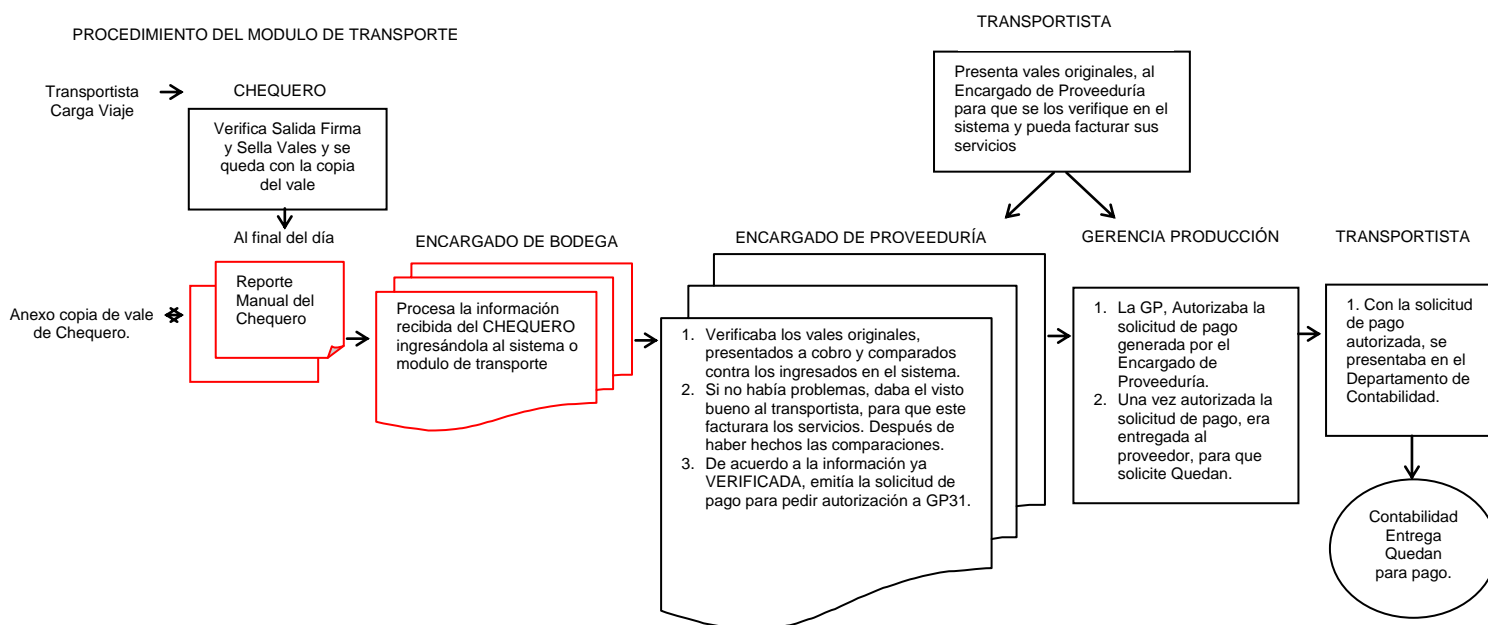 PROCEDIMIENTO DEL MODULO DE TRANSPORTE
Transportista
Carga Viaje
CHEQUERO
Verifica Salida Firma
y Sella Vales y se
queda con la copia
del vale
Al final del día
Reporte
Manual del
Chequero
Anexo copia de vale
de Chequero.
ENCARGADO DE BODEGA
Procesa la información
recibida del CHEQUERO
ingresándola al sistema o
modulo de transporte
TRANSPORTISTA
Presenta vales originales, al
Encargado de Proveeduría
para que se los verifique en el
sistema y pueda facturar sus
servicios
ENCARGADO DE PROVEEDURÍA
1. Verificaba los vales originales,
presentados a cobro y comparados
contra los ingresados en el sistema.
2. Si no había problemas, daba el visto
bueno al transportista, para que este
facturara los servicios. Después de
haber hechos las comparaciones.
3. De acuerdo a la información ya
VERIFICADA, emitía la solicitud de
pago para pedir autorización a GP31.
GERENCIA PRODUCCIÓN
1. La GP, Autorizaba la
solicitud de pago
generada por el
Encargado de
Proveeduría.
2. Una vez autorizada la
solicitud de pago, era
entregada al
proveedor, para que
solicite Quedan.
TRANSPORTISTA
1. Con la solicitud
de pago
autorizada, se
presentaba en el
Departamento de
Contabilidad.
Contabilidad
Entrega
Quedan
para pago.